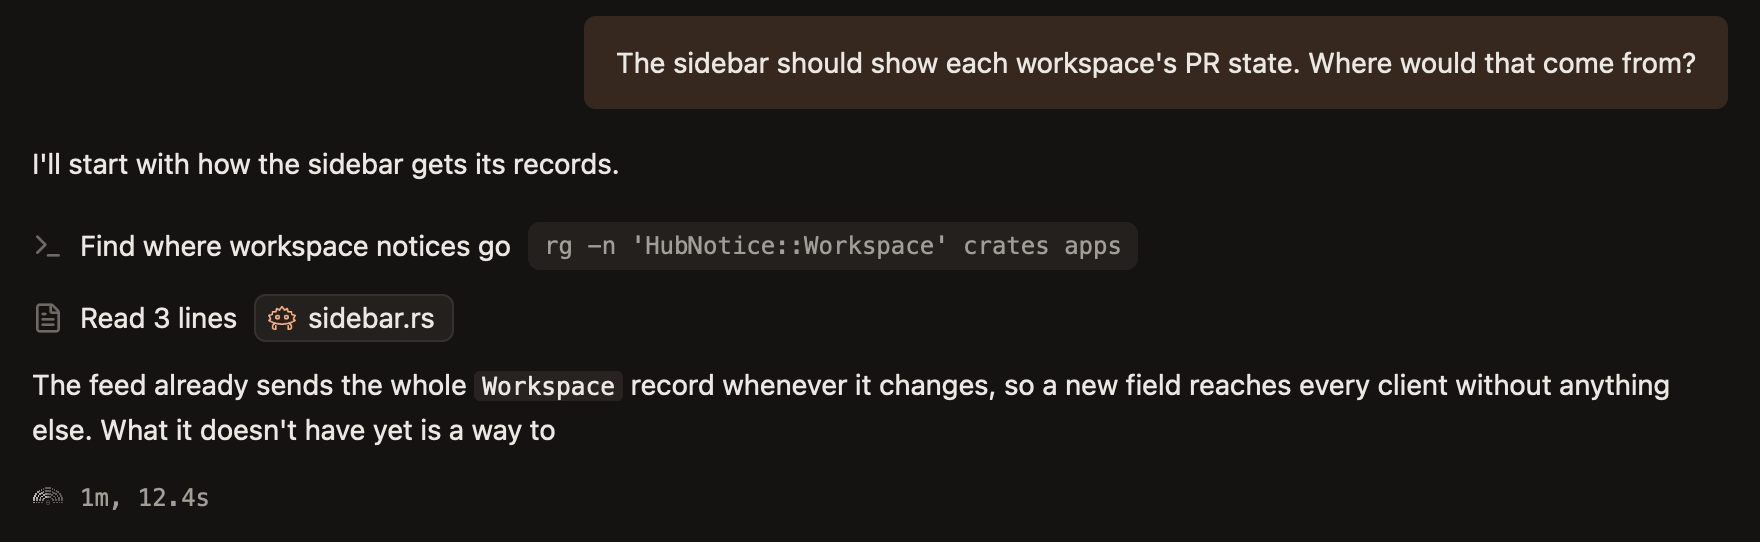 The sidebar should show each workspace's PR state. Where would that come from?
I'll start with how the sidebar gets its records.
Find where workspace notices go rg -n 'HubNotice::Workspace' crates apps
Read 3 lines sidebar.rs
The feed already sends the whole Workspace record whenever it changes, so a new field reaches every client without anything
else. What it doesn't have yet is a way to
1m, 12.4s